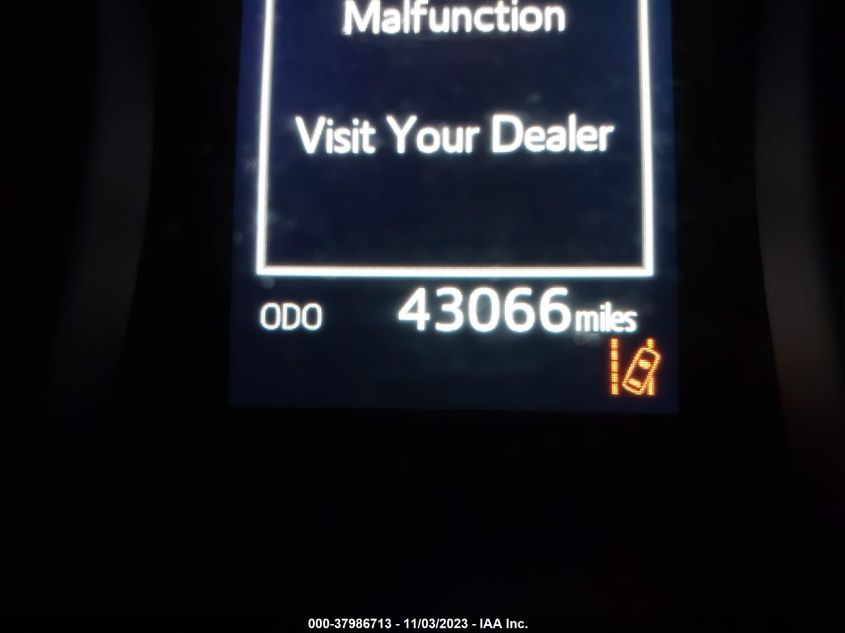 Malfunction
Visit Your Dealer
ODO 43066 miles
000-37986713 - 11/03/2023 - IAA Inc.